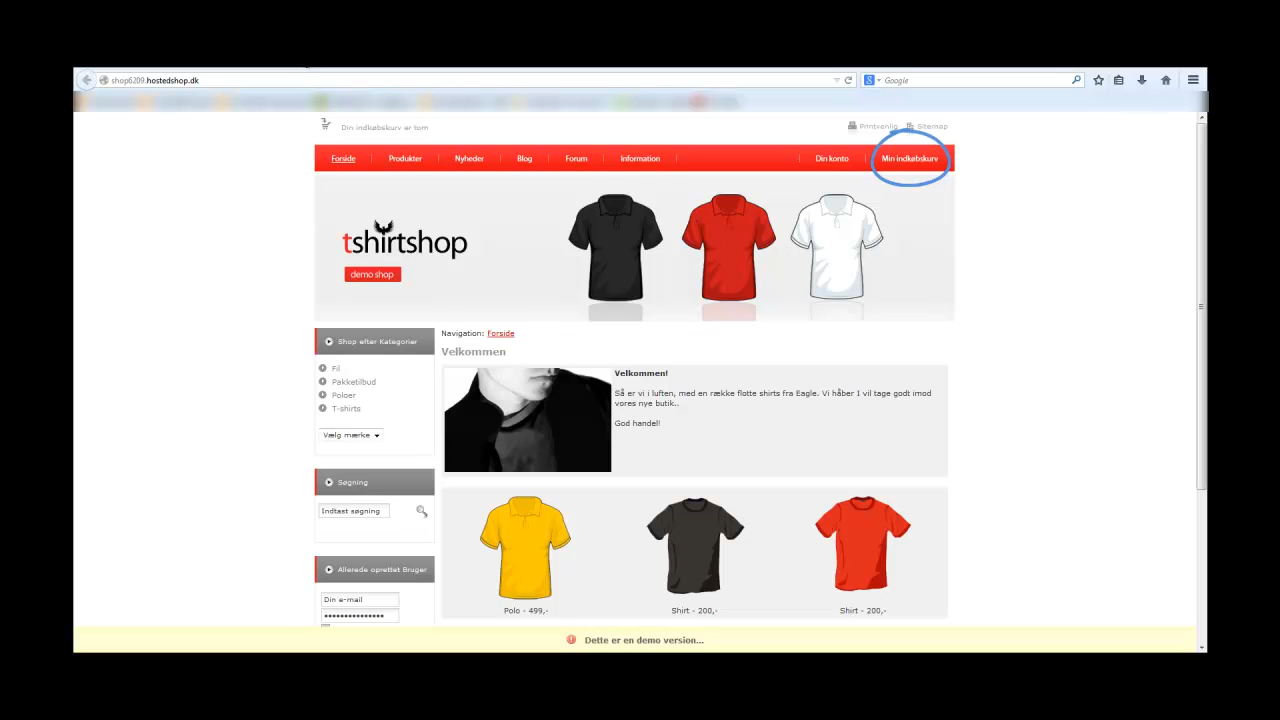 shop6209.hostedshop.dk
Google
Din indkøbskurv er tom
Printvenlig
Sitemap
Forside
Produkter
Nyheder
Blog
Forum
Information
Din konto
Min indkøbskurv
tshirtshop
demo shop
Shop efter Kategorier
Fil
Pakketilbud
Poloer
T-shirts
Vælg mærke
Søgning
Indtast søgning
Allerede oprettet Bruger
Din e-mail
Navigation: Forside
Velkommen
Velkommen!
Så er vi i luften, med en række flotte shirts fra Eagle. Vi håber I vil tage godt imod
vores nye butik..
God handel!
Polo - 499,-
Shirt - 200,-
Shirt - 200,-
Dette er en demo version...